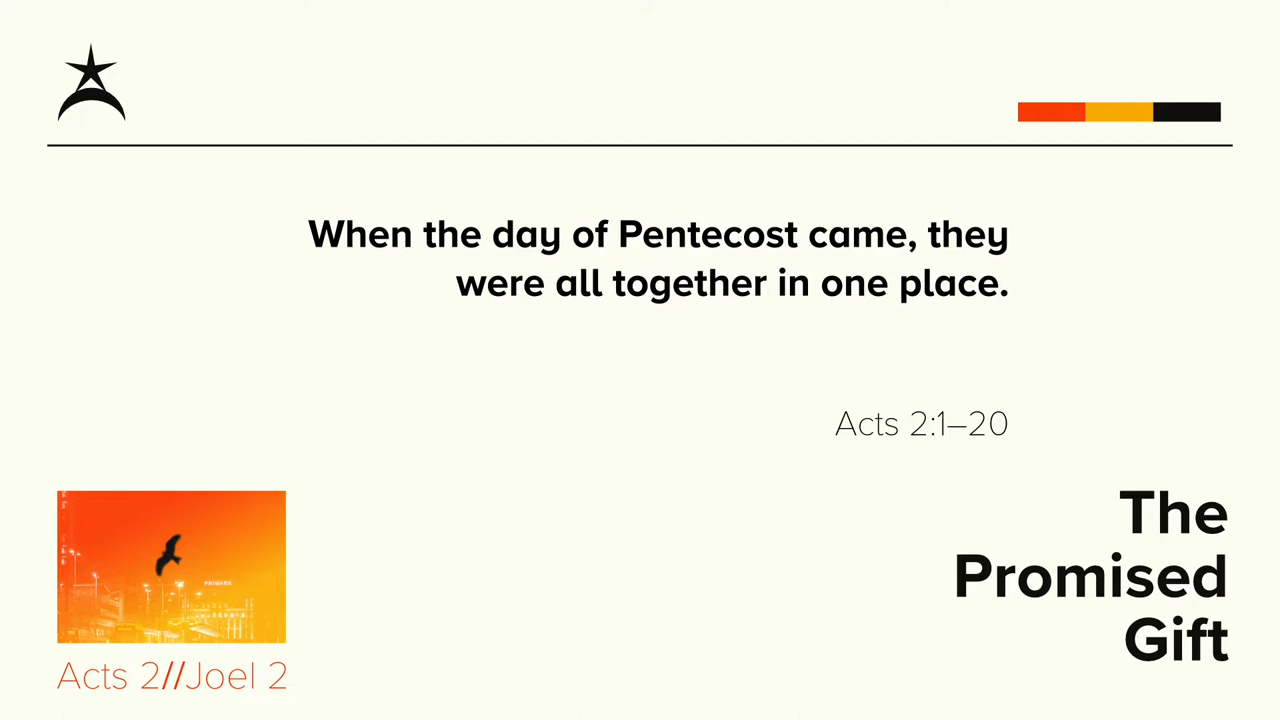 When the day of Pentecost came, they
were all together in one place.
Acts 2:1–20
The
Promised
Gift
PRIMARK
Acts 2//Joel 2